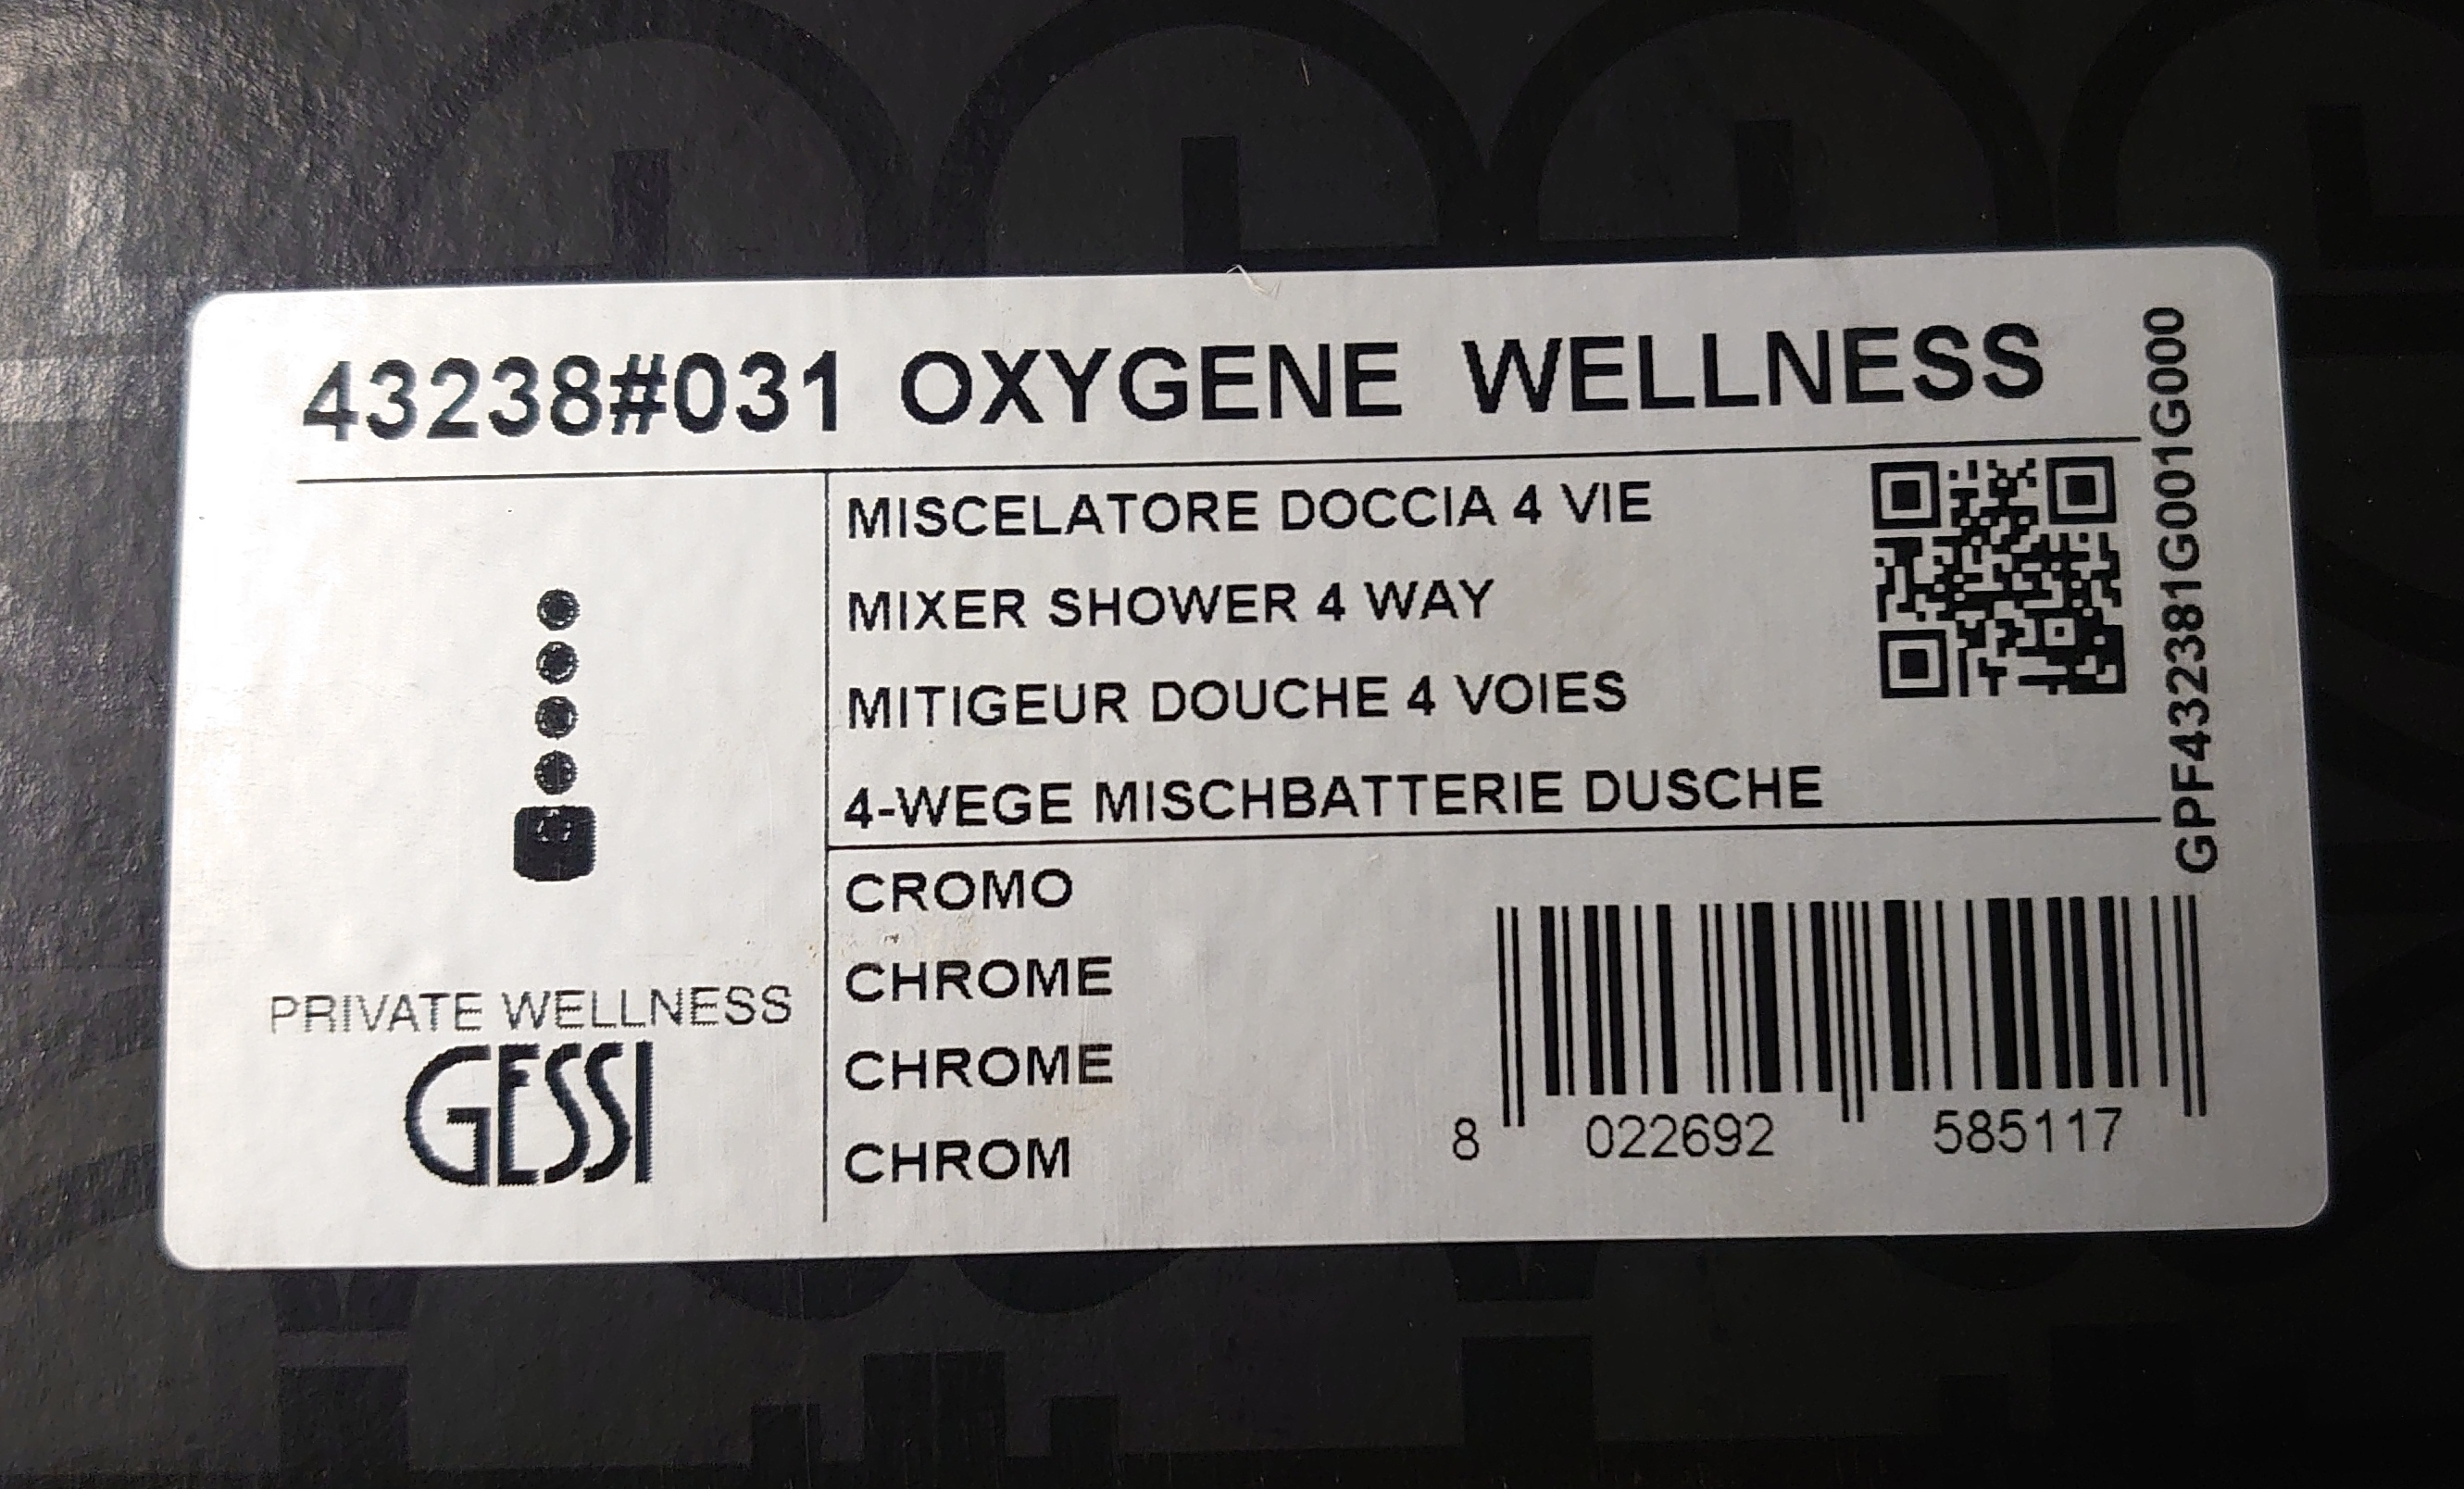 43238#031 OXYGENE WELLNESS
MISCELATORE DOCCIA 4 VIE
MIXER SHOWER 4 WAY
MITIGEUR DOUCHE 4 VOIES
4-WEGE MISCHBATTERIE DUSCHE
GPF432381G001G000
PRIVATE WELLNESS
GESSI
CROMO
CHROME
CHROME
CHROM
8 022692 585117